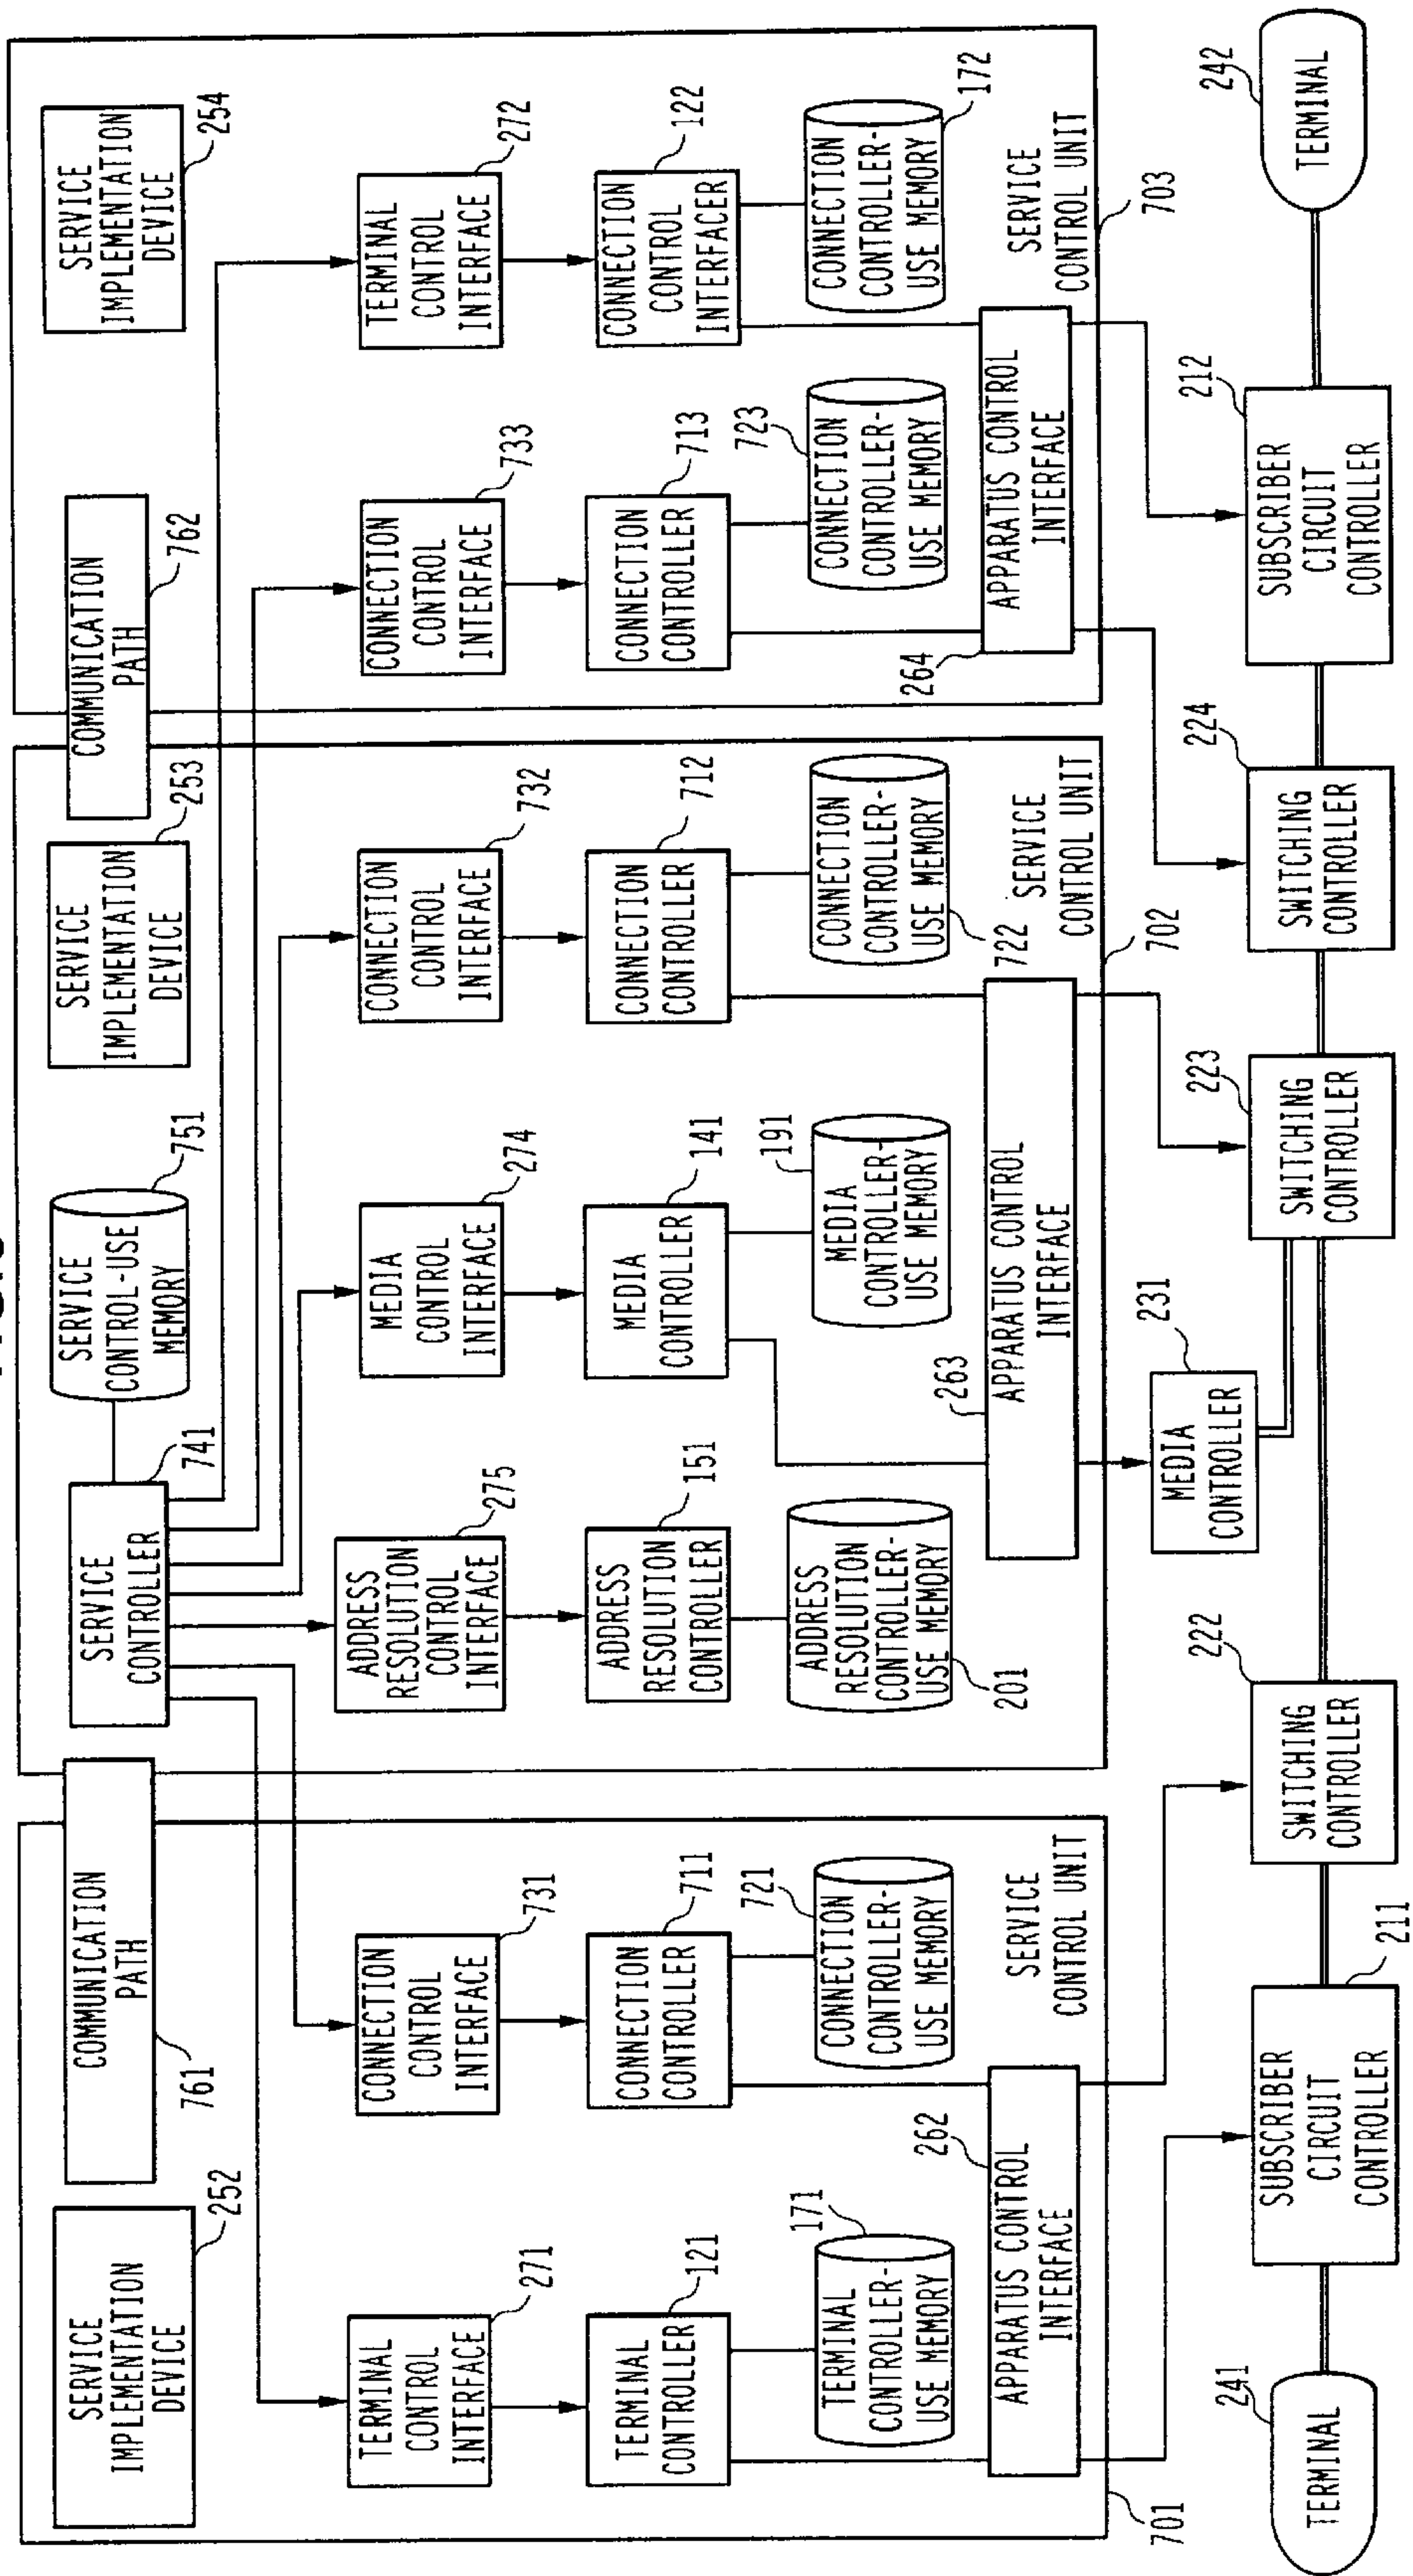 SERVICE
IMPLEMENTATION
DEVICE
252
COMMUNICATION
PATH
761
SERVICE
CONTROLLER
741
SERVICE
CONTROL-USE
MEMORY
751
SERVICE
IMPLEMENTATION
DEVICE
253
COMMUNICATION
PATH
762
SERVICE
IMPLEMENTATION
DEVICE
254
TERMINAL
CONTROL
INTERFACE
271
CONNECTION
CONTROL
INTERFACE
731
ADDRESS
RESOLUTION
CONTROL
INTERFACE
275
MEDIA
CONTROL
INTERFACE
274
CONNECTION
CONTROL
INTERFACE
732
CONNECTION
CONTROL
INTERFACE
733
TERMINAL
CONTROL
INTERFACE
272
TERMINAL
CONTROLLER
121
CONNECTION
CONTROLLER
711
ADDRESS
RESOLUTION
CONTROLLER
151
MEDIA
CONTROLLER
141
CONNECTION
CONTROLLER
712
CONNECTION
CONTROLLER
713
CONNECTION
CONTROL
INTERFACER
122
TERMINAL
CONTROLLER-
USE MEMORY
171
CONNECTION
CONTROLLER-
USE MEMORY
721
ADDRESS
RESOLUTION
CONTROLLER-
USE MEMORY
201
MEDIA
CONTROLLER-
USE MEMORY
191
CONNECTION
CONTROLLER-
USE MEMORY
722
CONNECTION
CONTROLLER-
USE MEMORY
723
CONNECTION
CONTROLLER-
USE MEMORY
172
APPARATUS CONTROL
INTERFACE
262
SERVICE
CONTROL UNIT
701
APPARATUS CONTROL
INTERFACE
263
SERVICE
CONTROL UNIT
702
APPARATUS CONTROL
INTERFACE
264
SERVICE
CONTROL UNIT
703
MEDIA
CONTROLLER
231
TERMINAL
241
SUBSCRIBER
CIRCUIT
CONTROLLER
211
SWITCHING
CONTROLLER
222
SWITCHING
CONTROLLER
223
SWITCHING
CONTROLLER
224
SUBSCRIBER
CIRCUIT
CONTROLLER
212
TERMINAL
242